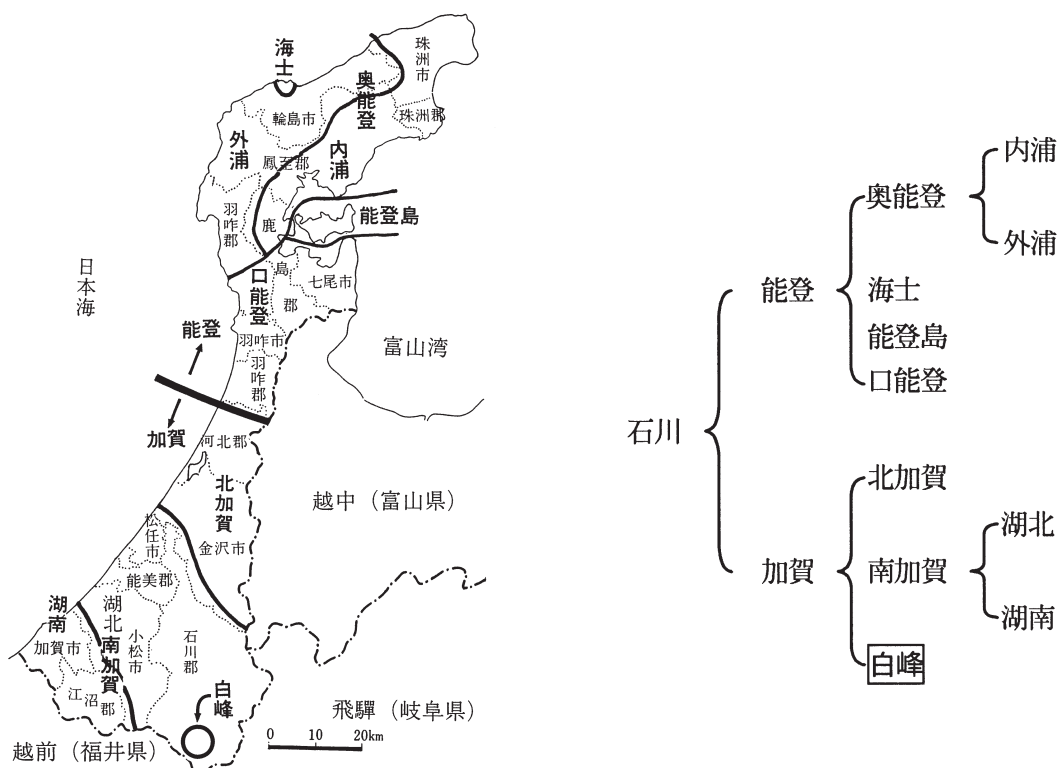 海士
珠洲市
奥能登
珠洲郡
輪島市
外浦
内浦
鳳至郡
羽咋郡
鹿
能登島
島
口能登
七尾市
郡
日本海
能登
羽咋市
富山湾
羽咋郡
加賀
河北郡
北加賀
越中（富山県）
松任市
金沢市
能美郡
湖南
湖北
南加賀
加賀市
小松市
石川郡
江沼郡
白峰
飛驒（岐阜県）
0 10 20km
越前（福井県）
石川
能登
奥能登
内浦
外浦
海士
能登島
口能登
加賀
北加賀
南加賀
湖北
湖南
白峰